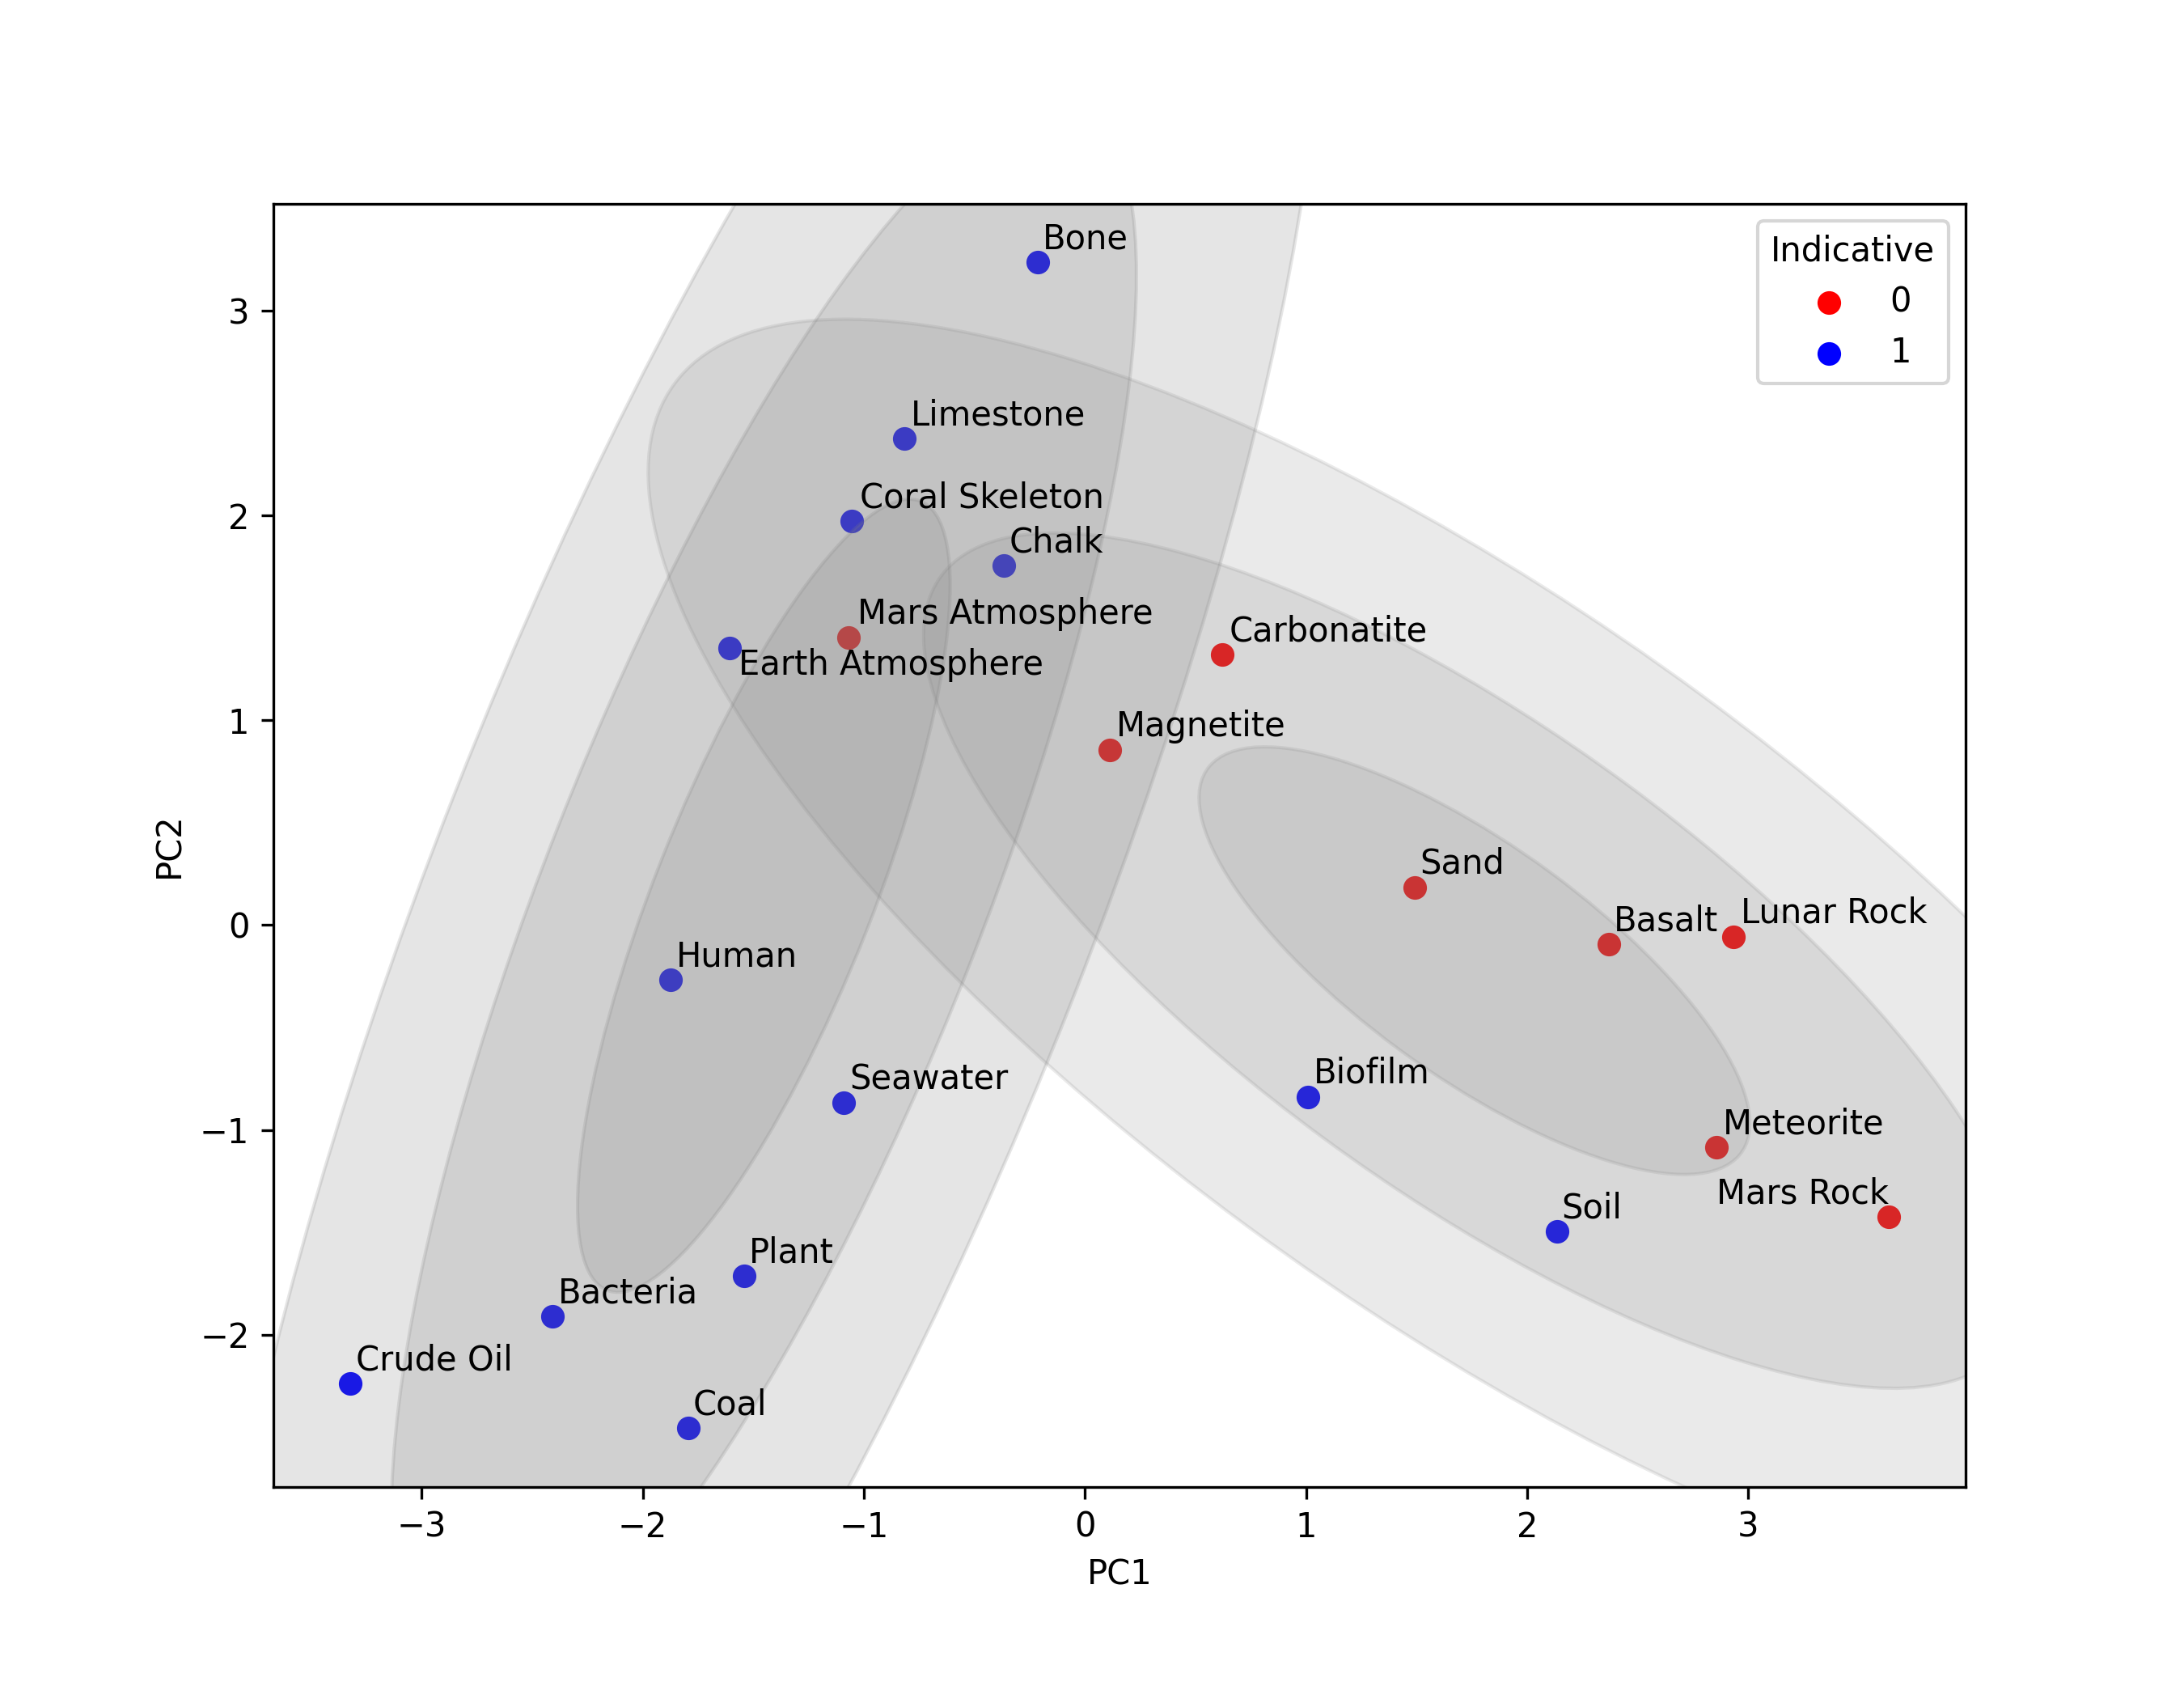 Bone
Indicative
0
1
3
Limestone
Coral Skeleton
2
Chalk
Mars Atmosphere
Carbonatite
Earth Atmosphere
Magnetite
1
PC2
Sand
Basalt
Lunar Rock
0
Human
Seawater
Biofilm
−1
Meteorite
Mars Rock
Soil
Plant
Bacteria
−2
Crude Oil
Coal
−3 −2 −1 0 1 2 3
PC1